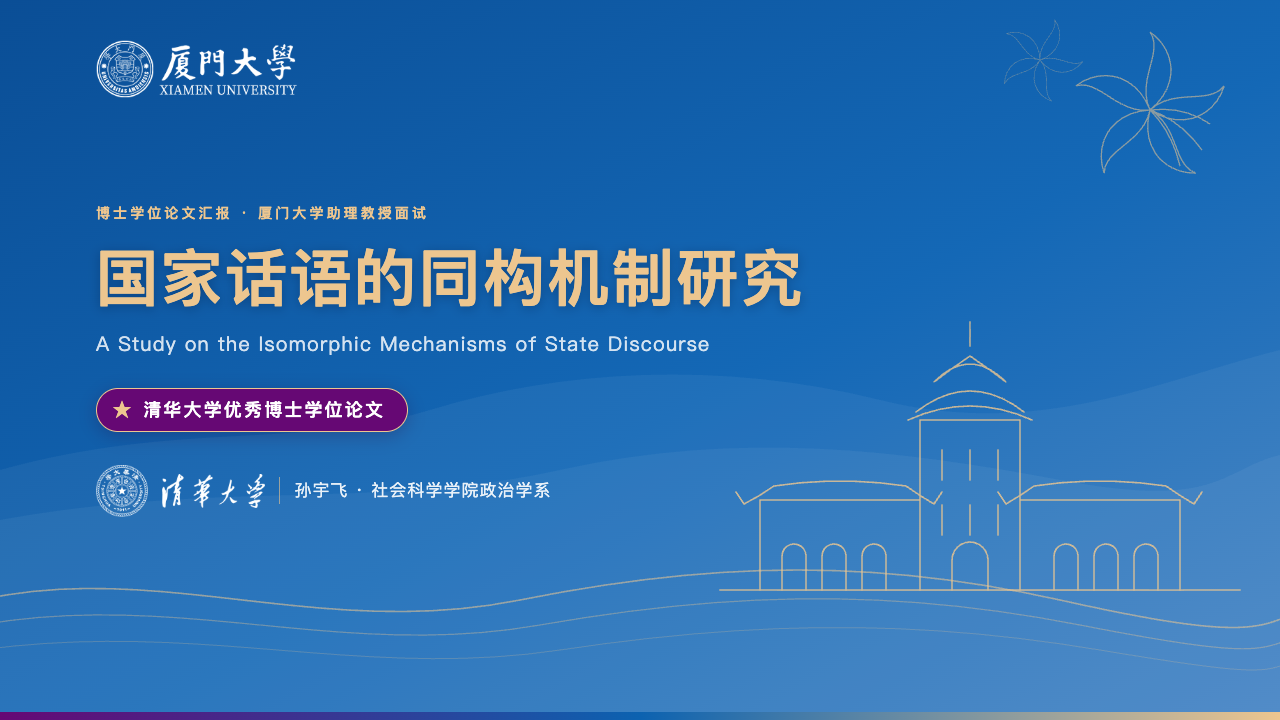 厦門大學
XIAMEN UNIVERSITY
博士学位论文汇报 · 厦门大学助理教授面试
国家话语的同构机制研究
A Study on the Isomorphic Mechanisms of State Discourse
★ 清华大学优秀博士学位论文
清華大学 孙宇飞 · 社会科学学院政治学系